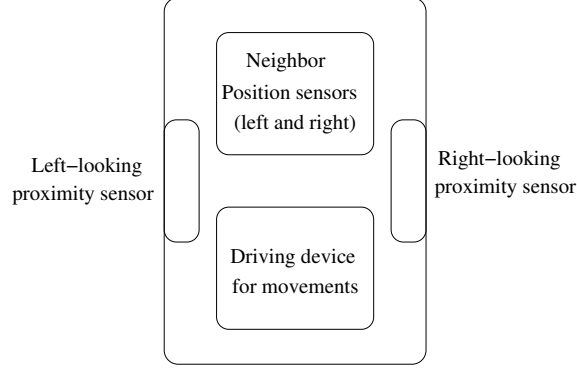 Neighbor
Position sensors
(left and right)
Left−looking
proximity sensor
Right−looking
proximity sensor
Driving device
for movements